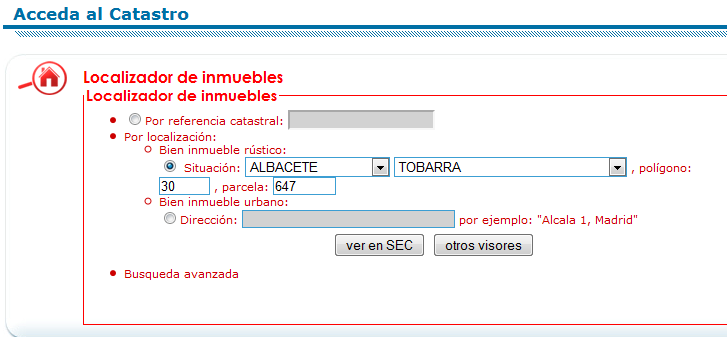 Acceda al Catastro
Localizador de inmuebles
Localizador de inmuebles
Por referencia catastral:
Por localización:
Bien inmueble rústico:
Situación: ALBACETE TOBARRA , polígono:
30 , parcela: 647
Bien inmueble urbano:
Dirección: por ejemplo: "Alcala 1, Madrid"
ver en SEC otros visores
Busqueda avanzada